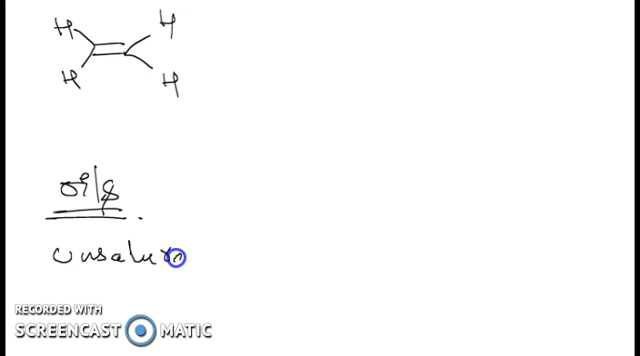 H H
H H
oils
unsatur
RECORDED WITH
SCREENCAST MATIC